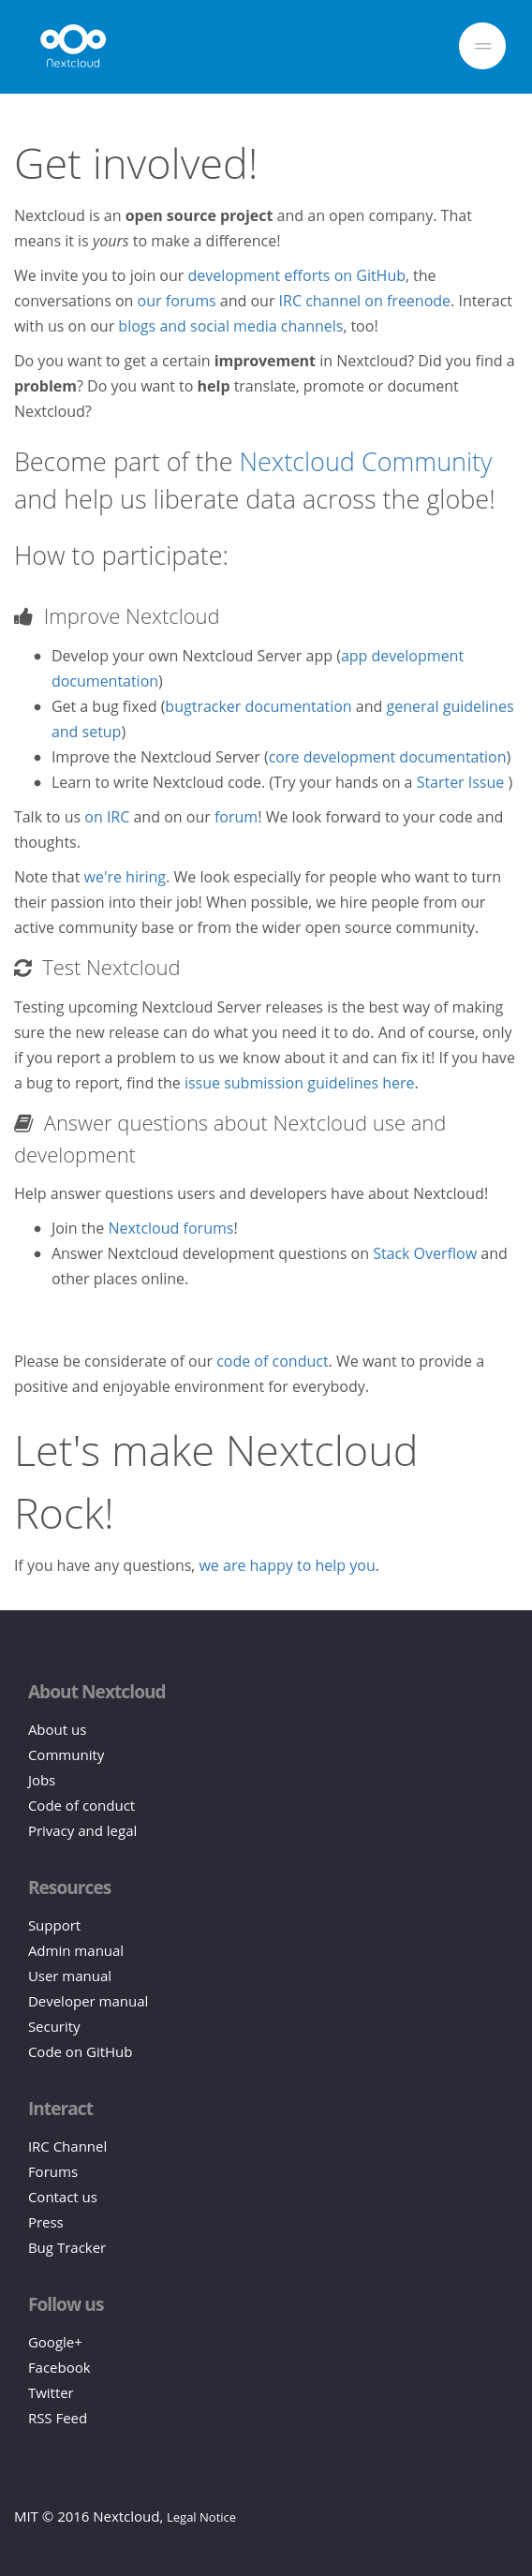 Nextcloud
Get involved!
Nextcloud is an open source project and an open company. That
means it is yours to make a difference!
We invite you to join our development efforts on GitHub, the
conversations on our forums and our IRC channel on freenode. Interact
with us on our blogs and social media channels, too!
Do you want to get a certain improvement in Nextcloud? Did you find a
problem? Do you want to help translate, promote or document
Nextcloud?
Become part of the Nextcloud Community
and help us liberate data across the globe!
How to participate:
Improve Nextcloud
• Develop your own Nextcloud Server app (app development
documentation)
• Get a bug fixed (bugtracker documentation and general guidelines
and setup)
• Improve the Nextcloud Server (core development documentation)
• Learn to write Nextcloud code. (Try your hands on a Starter Issue )
Talk to us on IRC and on our forum! We look forward to your code and
thoughts.
Note that we're hiring. We look especially for people who want to turn
their passion into their job! When possible, we hire people from our
active community base or from the wider open source community.
Test Nextcloud
Testing upcoming Nextcloud Server releases is the best way of making
sure the new release can do what you need it to do. And of course, only
if you report a problem to us we know about it and can fix it! If you have
a bug to report, find the issue submission guidelines here.
Answer questions about Nextcloud use and
development
Help answer questions users and developers have about Nextcloud!
• Join the Nextcloud forums!
• Answer Nextcloud development questions on Stack Overflow and
other places online.
Please be considerate of our code of conduct. We want to provide a
positive and enjoyable environment for everybody.
Let's make Nextcloud
Rock!
If you have any questions, we are happy to help you.
About Nextcloud
About us
Community
Jobs
Code of conduct
Privacy and legal
Resources
Support
Admin manual
User manual
Developer manual
Security
Code on GitHub
Interact
IRC Channel
Forums
Contact us
Press
Bug Tracker
Follow us
Google+
Facebook
Twitter
RSS Feed
MIT © 2016 Nextcloud, Legal Notice